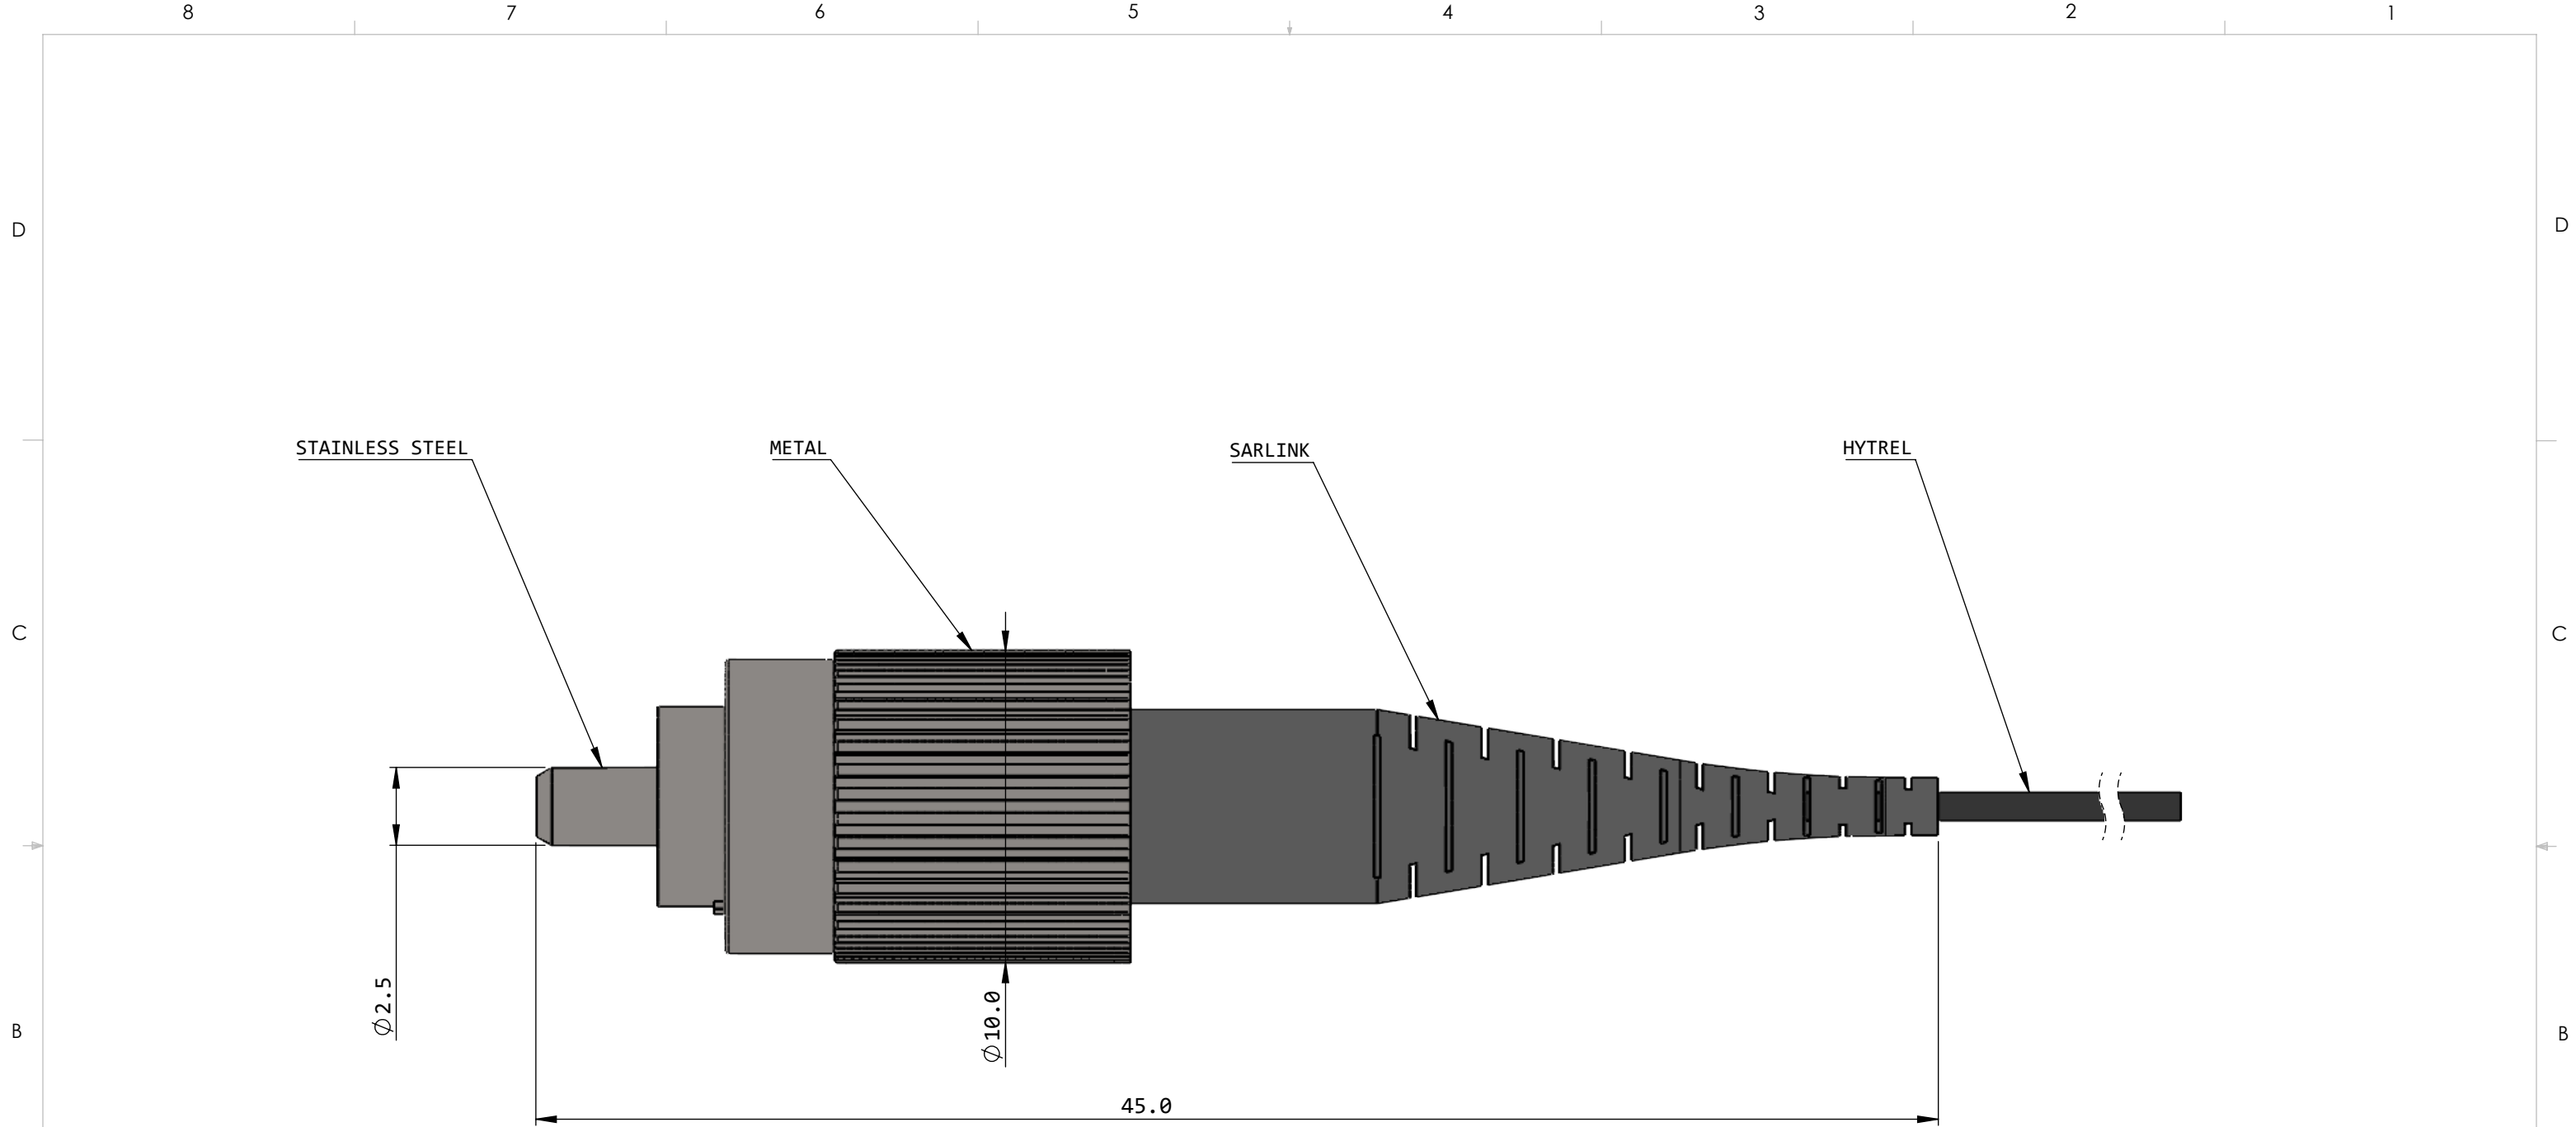 8 7 6 5 4 3 2 1
D D
STAINLESS STEEL METAL SARLINK HYTREL
C C
∅2.5
∅10.0
B B
45.0